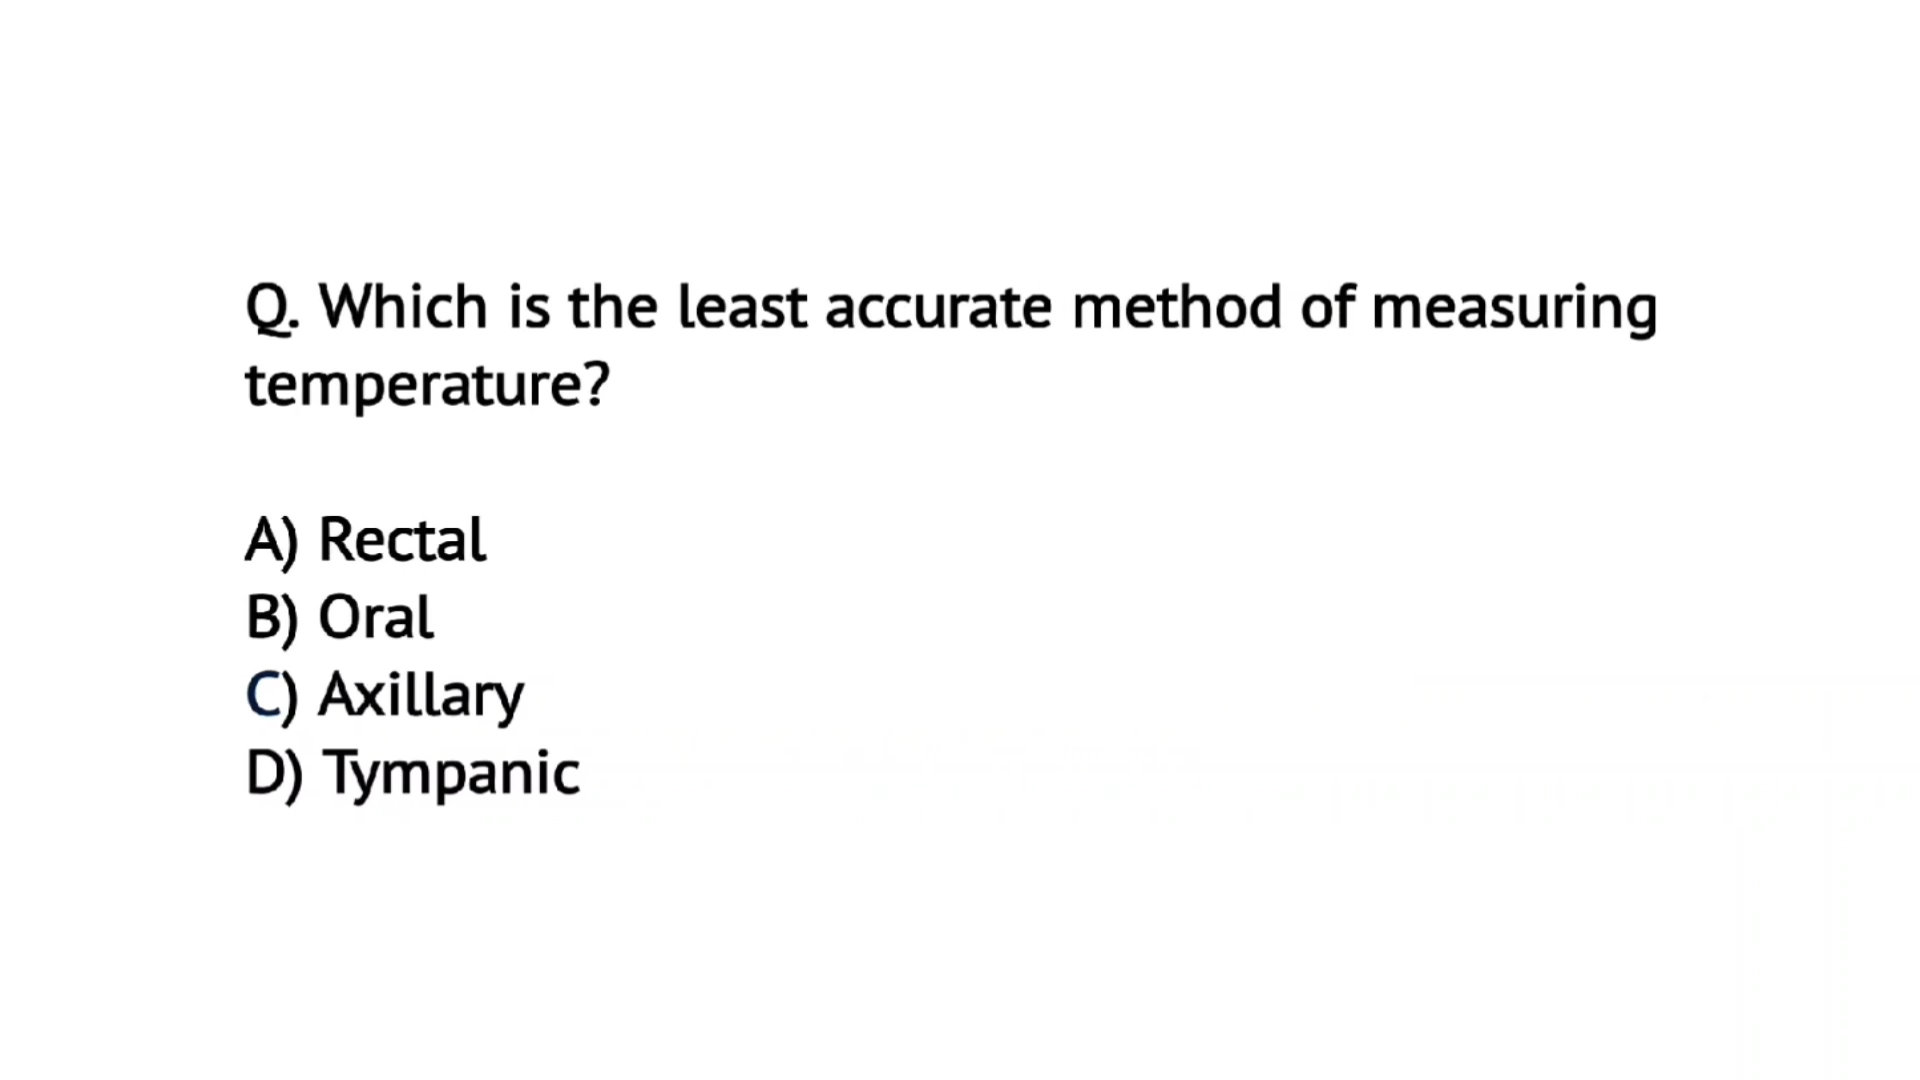 Q. Which is the least accurate method of measuring
temperature?
A) Rectal
B) Oral
C) Axillary
D) Tympanic